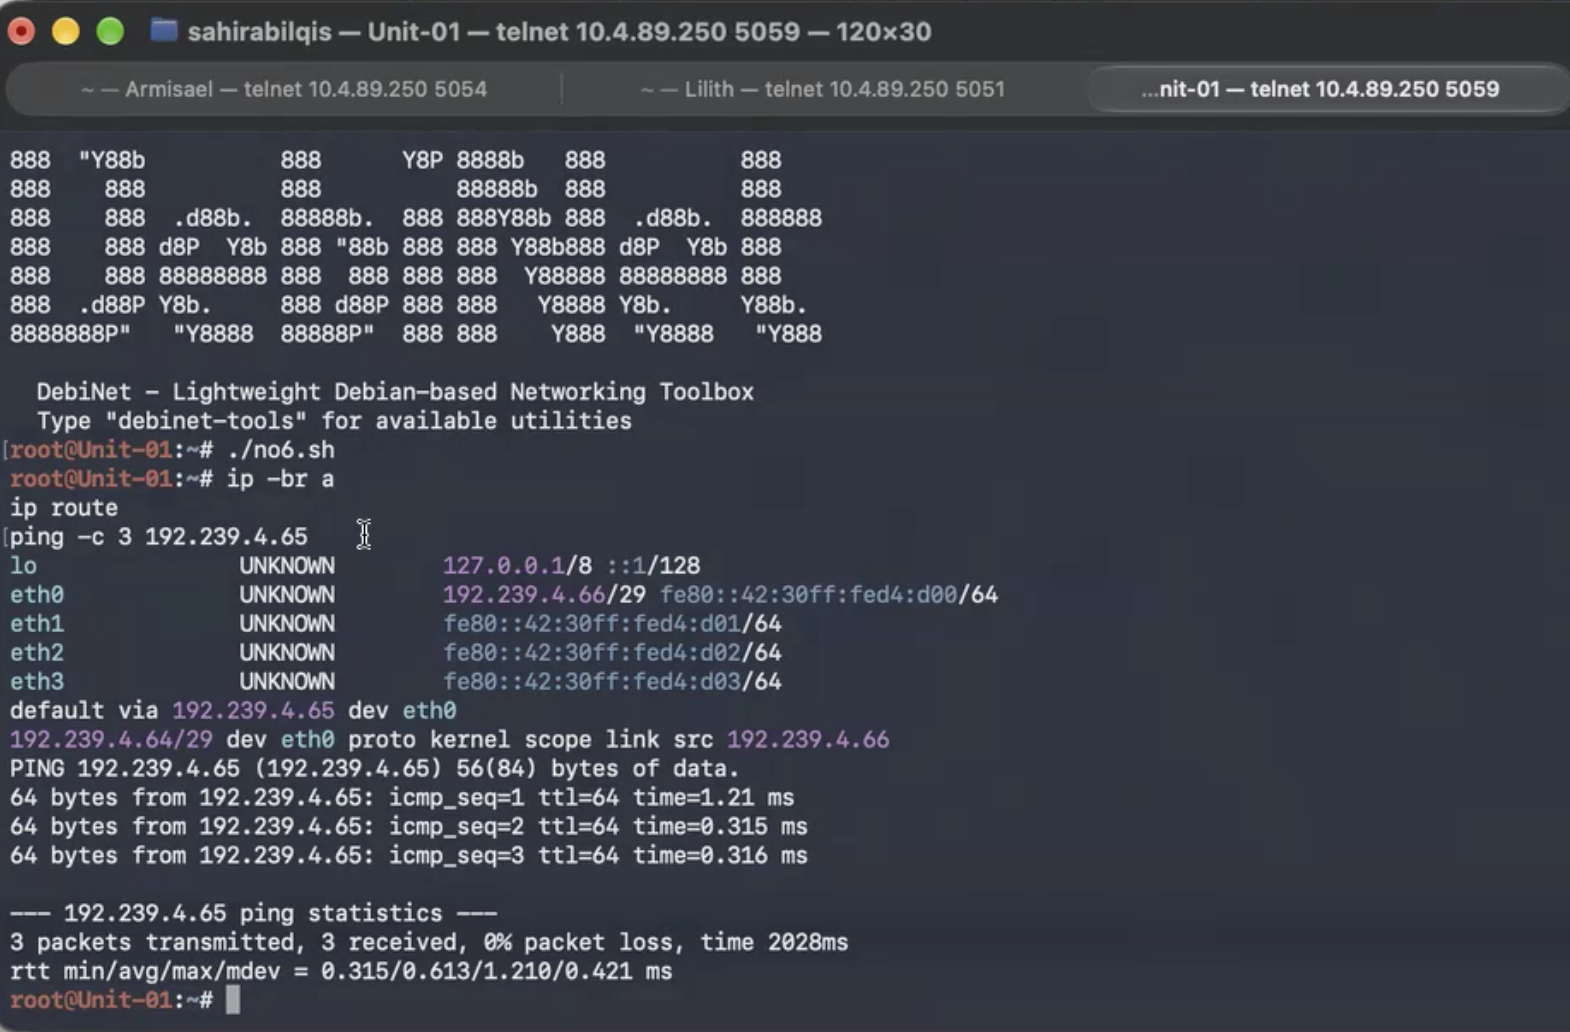 sahirabilqis — Unit-01 — telnet 10.4.89.250 5059 — 120×30
~ — Armisael — telnet 10.4.89.250 5054
~ — Lilith — telnet 10.4.89.250 5051
...nit-01 — telnet 10.4.89.250 5059
888  "Y88b          888      Y8P 8888b   888          888
888    888          888          88888b  888          888
888    888  .d88b.  88888b.  888 888Y88b 888  .d88b.  888888
888    888 d8P  Y8b 888 "88b 888 888 Y88b888 d8P  Y8b 888
888    888 88888888 888  888 888 888  Y88888 88888888 888
888  .d88P Y8b.     888 d88P 888 888   Y8888 Y8b.     Y88b.
8888888P"   "Y8888  88888P"  888 888    Y888  "Y8888   "Y888
DebiNet – Lightweight Debian-based Networking Toolbox
Type "debinet-tools" for available utilities
[root@Unit-01:~# ./no6.sh
root@Unit-01:~# ip -br a
ip route
[ping -c 3 192.239.4.65
lo               UNKNOWN        127.0.0.1/8 ::1/128
eth0             UNKNOWN        192.239.4.66/29 fe80::42:30ff:fed4:d00/64
eth1             UNKNOWN        fe80::42:30ff:fed4:d01/64
eth2             UNKNOWN        fe80::42:30ff:fed4:d02/64
eth3             UNKNOWN        fe80::42:30ff:fed4:d03/64
default via 192.239.4.65 dev eth0
192.239.4.64/29 dev eth0 proto kernel scope link src 192.239.4.66
PING 192.239.4.65 (192.239.4.65) 56(84) bytes of data.
64 bytes from 192.239.4.65: icmp_seq=1 ttl=64 time=1.21 ms
64 bytes from 192.239.4.65: icmp_seq=2 ttl=64 time=0.315 ms
64 bytes from 192.239.4.65: icmp_seq=3 ttl=64 time=0.316 ms
--- 192.239.4.65 ping statistics ---
3 packets transmitted, 3 received, 0% packet loss, time 2028ms
rtt min/avg/max/mdev = 0.315/0.613/1.210/0.421 ms
root@Unit-01:~#